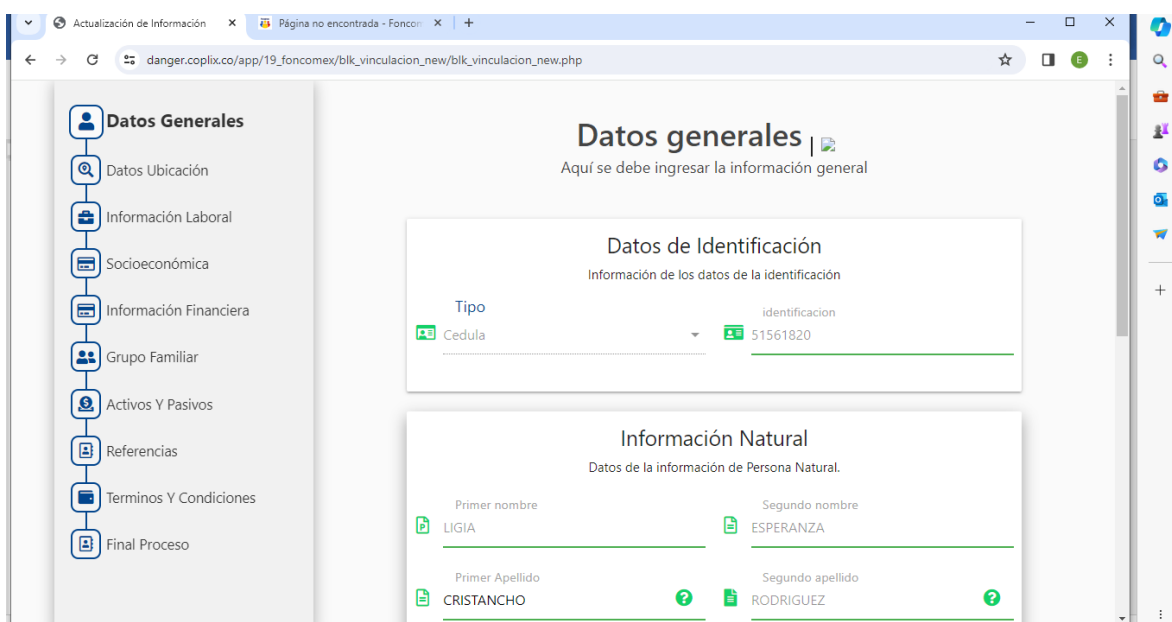 Actualización de Información
Página no encontrada - Foncom
danger.coplix.co/app/19_foncomex/blk_vinculacion_new/blk_vinculacion_new.php
E
Datos Generales
Datos Ubicación
Información Laboral
Socioeconómica
Información Financiera
Grupo Familiar
Activos Y Pasivos
Referencias
Terminos Y Condiciones
Final Proceso
Datos generales |
Aquí se debe ingresar la información general
Datos de Identificación
Información de los datos de la identificación
Tipo identificacion
Cedula 51561820
Información Natural
Datos de la información de Persona Natural.
Primer nombre Segundo nombre
LIGIA ESPERANZA
Primer Apellido Segundo apellido
CRISTANCHO RODRIGUEZ